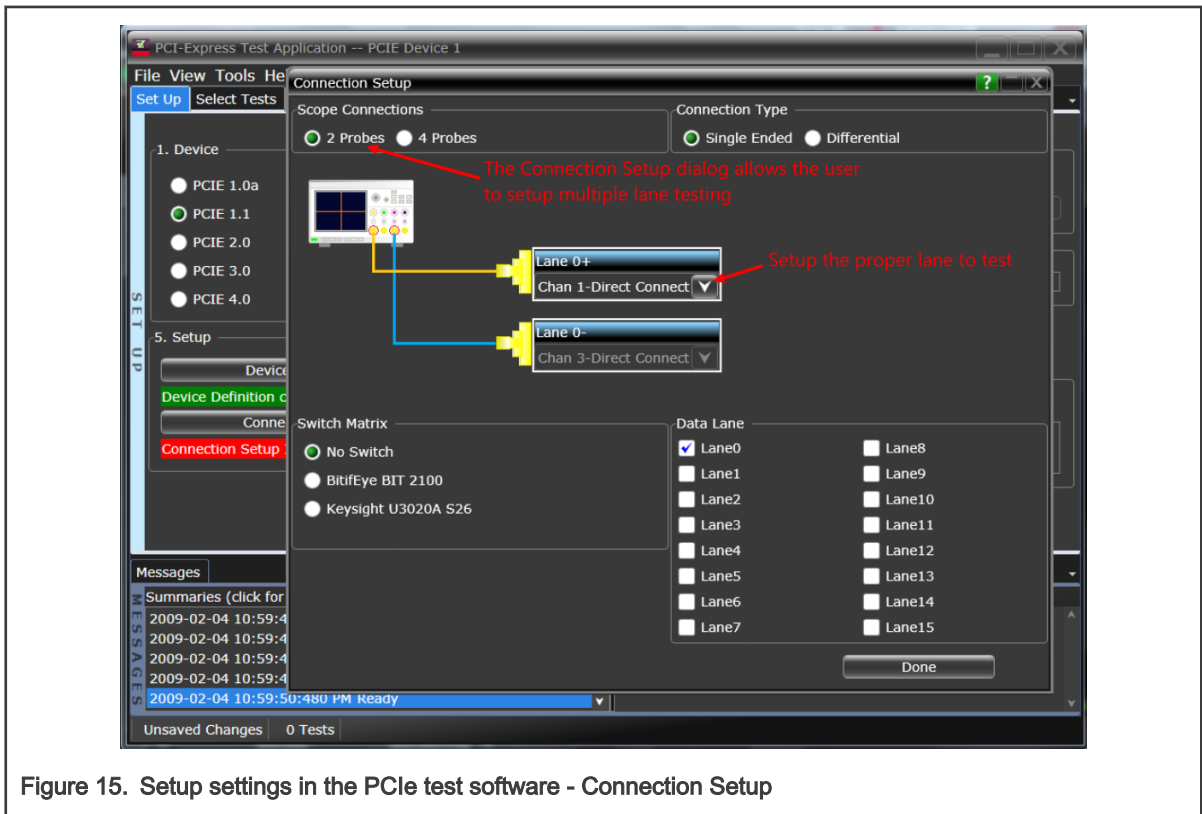 PCI-Express Test Application -- PCIE Device 1
File View Tools He
Set Up Select Tests
1. Device
PCIE 1.0a
PCIE 1.1
PCIE 2.0
PCIE 3.0
PCIE 4.0
SET UP
5. Setup
Device
Device Definition
Conne
Connection Setup
Connection Setup
?
Scope Connections
2 Probes 4 Probes
Connection Type
Single Ended Differential
The Connection Setup dialog allows the user
to setup multiple lane testing
Lane 0+
Chan 1-Direct Connect
Setup the proper lane to test
Lane 0-
Chan 3-Direct Connect
Switch Matrix
No Switch
BitifEye BIT 2100
Keysight U3020A S26
Data Lane
Lane0 Lane8
Lane1 Lane9
Lane2 Lane10
Lane3 Lane11
Lane4 Lane12
Lane5 Lane13
Lane6 Lane14
Lane7 Lane15
Done
Messages
MESSAGES
Summaries (click for
2009-02-04 10:59:4
2009-02-04 10:59:4
2009-02-04 10:59:4
2009-02-04 10:59:4
2009-02-04 10:59:50:480 PM Ready
Unsaved Changes 0 Tests
Figure 15. Setup settings in the PCIe test software - Connection Setup